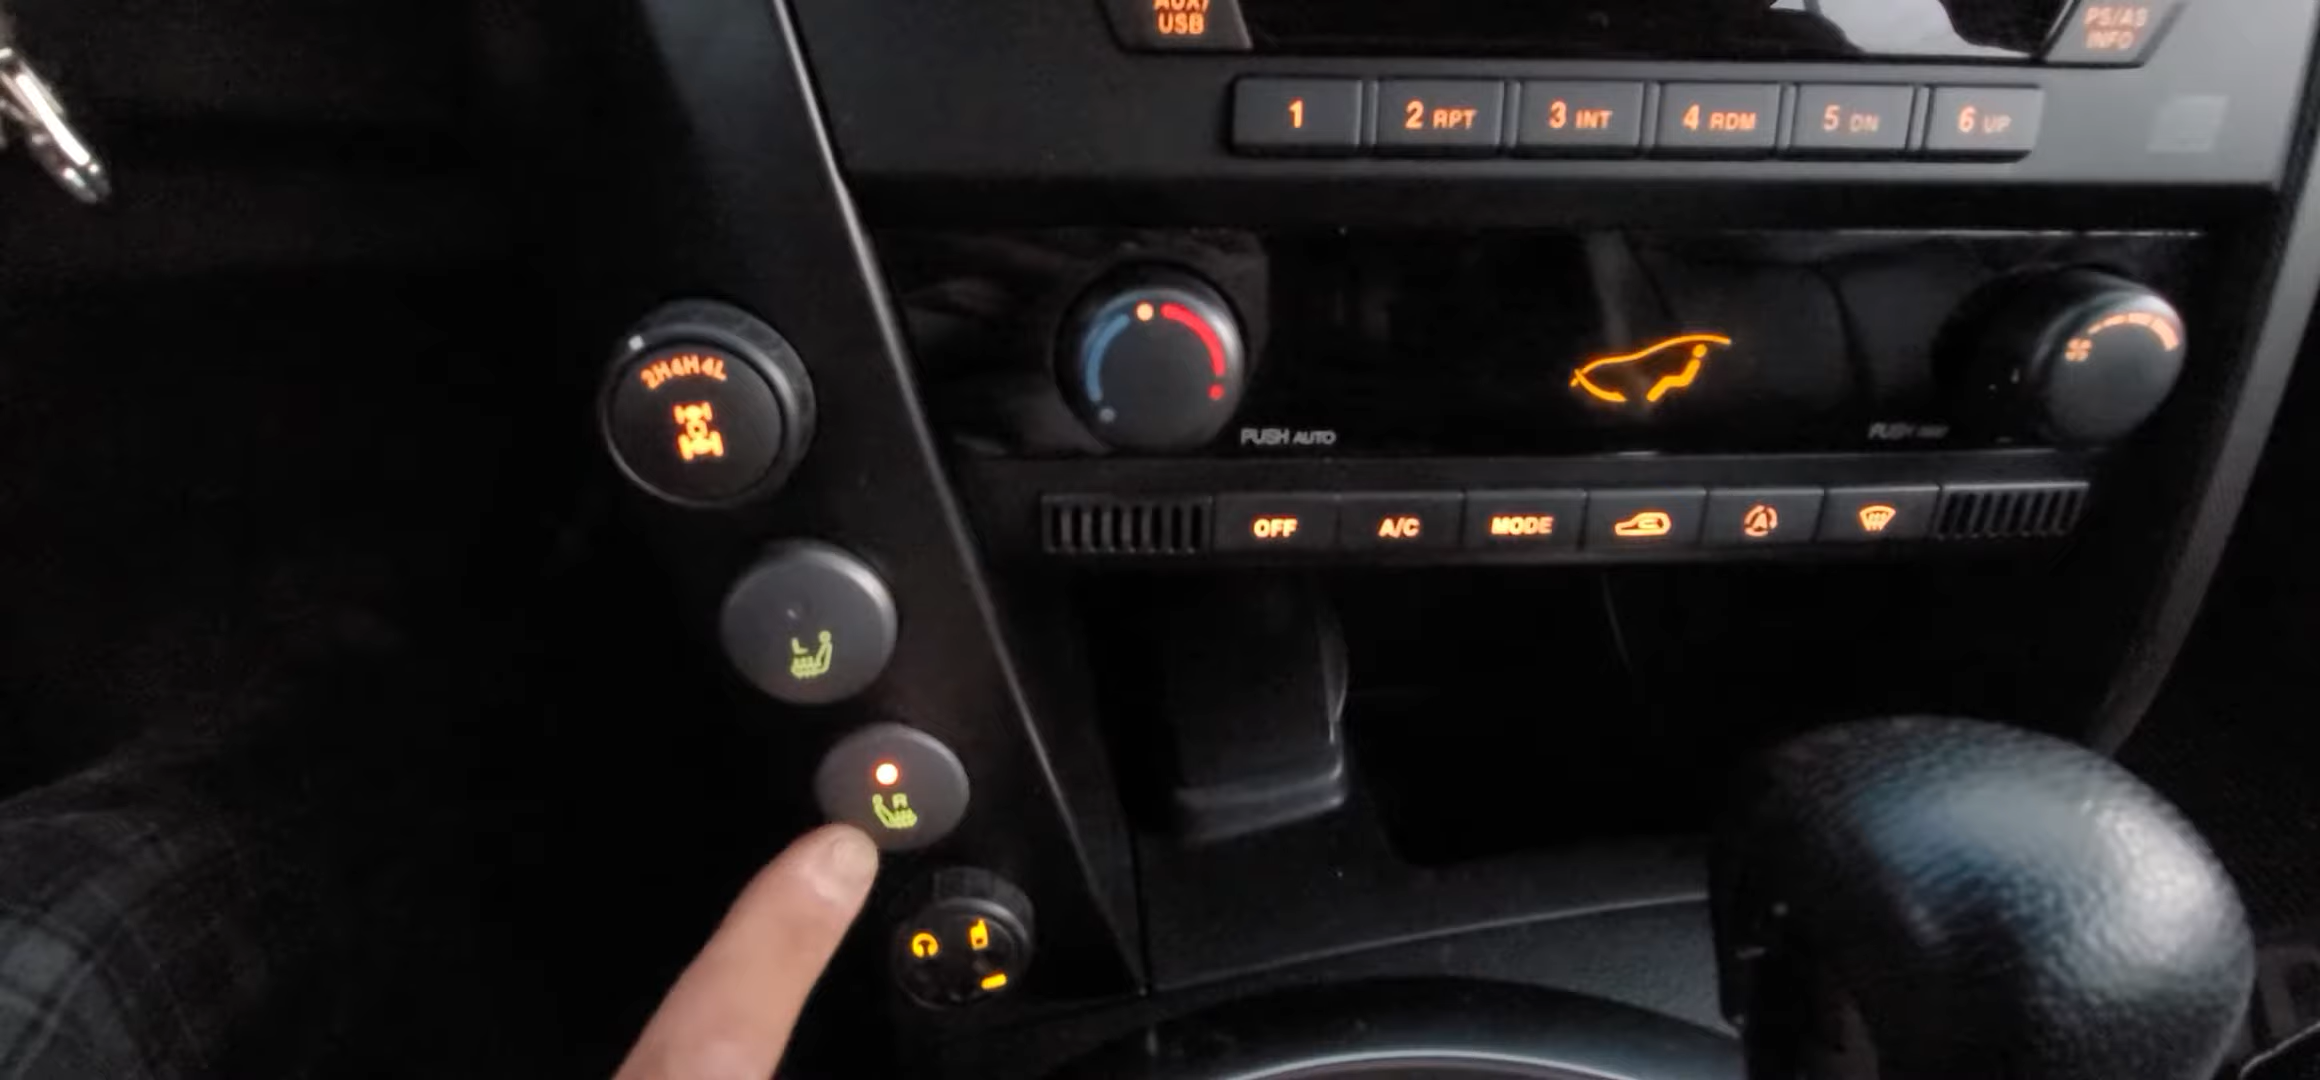 AUX/
USB
PS/AS
INFO
1
2 RPT
3 INT
4 RDM
5 DN
6 UP
2H4H4L
PUSH AUTO
PUSH
OFF
A/C
MODE
A
L
R